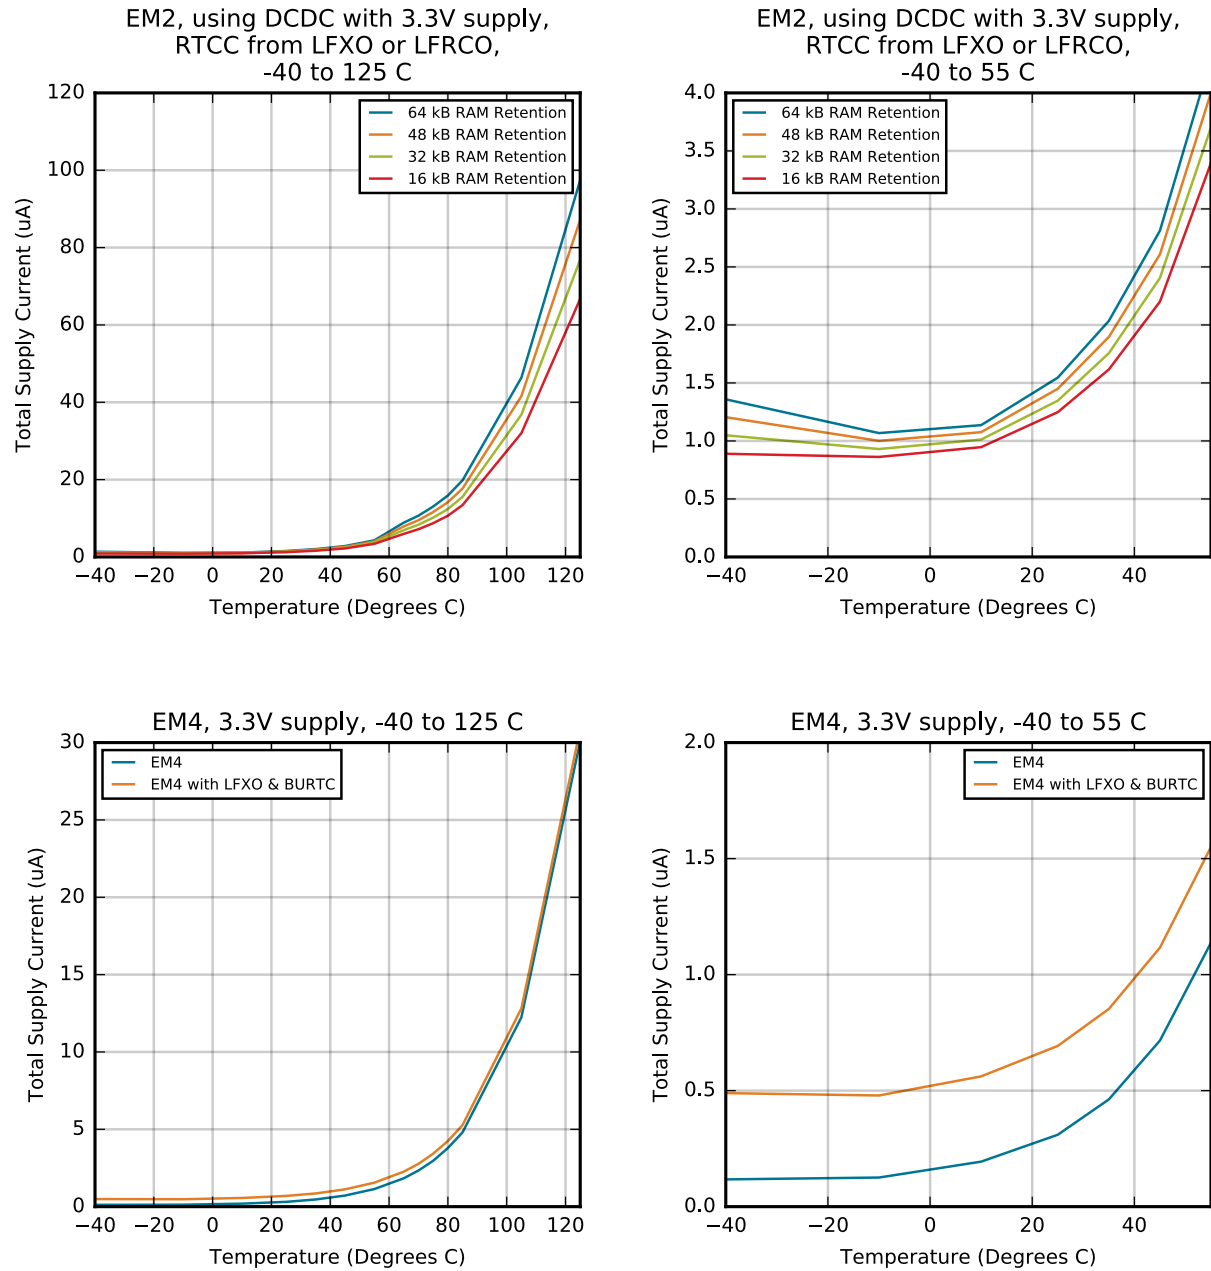 EM2, using DCDC with 3.3V supply,
RTCC from LFXO or LFRCO,
-40 to 125 C
120
100
80
60
40
20
0
Total Supply Current (uA)
64 kB RAM Retention
48 kB RAM Retention
32 kB RAM Retention
16 kB RAM Retention
−40 −20 0 20 40 60 80 100 120
Temperature (Degrees C)
EM2, using DCDC with 3.3V supply,
RTCC from LFXO or LFRCO,
-40 to 55 C
4.0
3.5
3.0
2.5
2.0
1.5
1.0
0.5
0.0
Total Supply Current (uA)
64 kB RAM Retention
48 kB RAM Retention
32 kB RAM Retention
16 kB RAM Retention
−40 −20 0 20 40
Temperature (Degrees C)
EM4, 3.3V supply, -40 to 125 C
30
25
20
15
10
5
0
Total Supply Current (uA)
EM4
EM4 with LFXO & BURTC
−40 −20 0 20 40 60 80 100 120
Temperature (Degrees C)
EM4, 3.3V supply, -40 to 55 C
2.0
1.5
1.0
0.5
0.0
Total Supply Current (uA)
EM4
EM4 with LFXO & BURTC
−40 −20 0 20 40
Temperature (Degrees C)